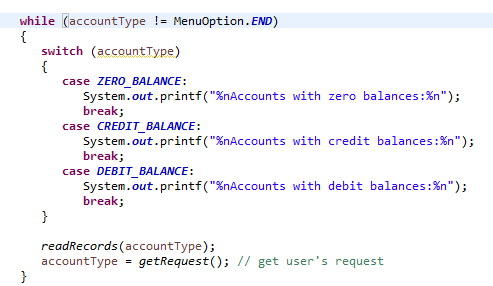 while (accountType != MenuOption.END)
{
   switch (accountType)
   {
      case ZERO_BALANCE:
         System.out.printf("%nAccounts with zero balances:%n");
         break;
      case CREDIT_BALANCE:
         System.out.printf("%nAccounts with credit balances:%n");
         break;
      case DEBIT_BALANCE:
         System.out.printf("%nAccounts with debit balances:%n");
         break;
   }
   readRecords(accountType);
   accountType = getRequest(); // get user's request
}